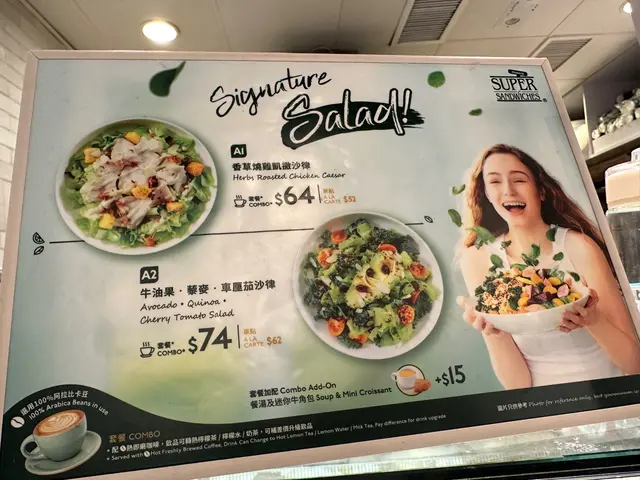 Signature
Salad!
SUPER
SANDWICHES
A1
香草燒雞凱撒沙律
Herbs Roasted Chicken Caesar
套餐*
COMBO*
$64
單點
A LA
CARTE
$52
A2
牛油果・藜麥・車厘茄沙律
Avocado • Quinoa •
Cherry Tomato Salad
套餐*
COMBO*
$74
單點
A LA
CARTE
$62
套餐加配 Combo Add-On
餐湯及迷你牛角包 Soup & Mini Croissant
+$15
選用100%阿拉比卡豆
100% Arabica Beans in use
套餐 COMBO
• 配 熱即磨咖啡，飲品可轉熱檸檬茶 / 檸檬水 / 奶茶，可補差價升級飲品
• Served with Hot Freshly Brewed Coffee. Drink Can Change to Hot Lemon Tea / Lemon Water / Milk Tea, Pay difference for drink upgrade
圖片只供參考 Photo for reference only,